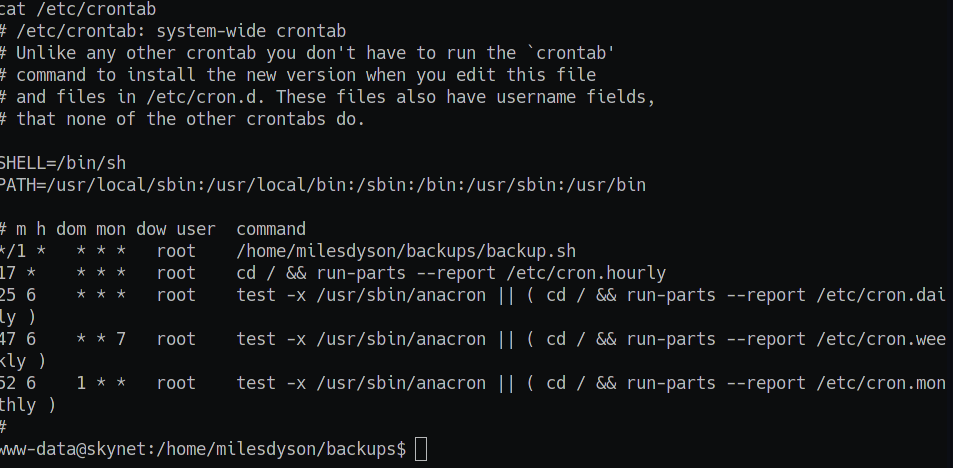 cat /etc/crontab
# /etc/crontab: system-wide crontab
# Unlike any other crontab you don't have to run the `crontab'
# command to install the new version when you edit this file
# and files in /etc/cron.d. These files also have username fields,
# that none of the other crontabs do.
SHELL=/bin/sh
PATH=/usr/local/sbin:/usr/local/bin:/sbin:/bin:/usr/sbin:/usr/bin
# m h dom mon dow user  command
*/1 *   * * *   root    /home/milesdyson/backups/backup.sh
17 *    * * *   root    cd / && run-parts --report /etc/cron.hourly
25 6    * * *   root    test -x /usr/sbin/anacron || ( cd / && run-parts --report /etc/cron.dai
ly )
47 6    * * 7   root    test -x /usr/sbin/anacron || ( cd / && run-parts --report /etc/cron.wee
kly )
52 6    1 * *   root    test -x /usr/sbin/anacron || ( cd / && run-parts --report /etc/cron.mon
thly )
#
www-data@skynet:/home/milesdyson/backups$